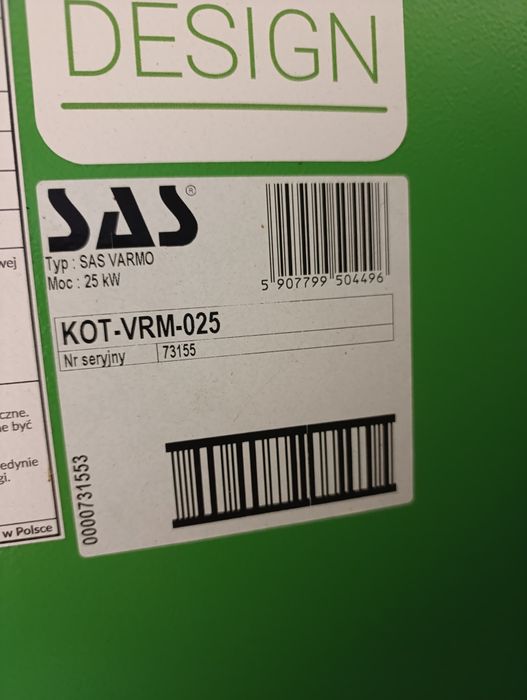 DESIGN
SAS®
Typ : SAS VARMO
Moc : 25 kW
5 907799 504496
KOT-VRM-025
Nr seryjny 73155
0000731553
wej
czne.
e być
edynie
gi.
w Polsce